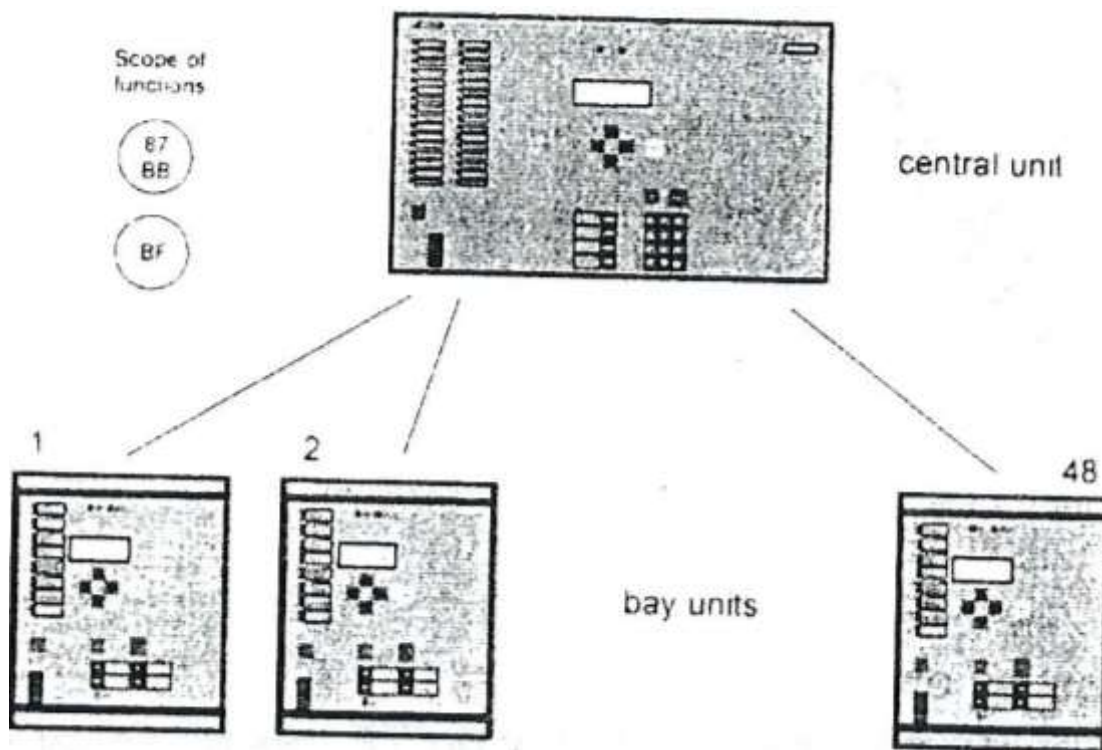 Scope of
functions
87
BB
BF
central unit
1
2
48
bay units